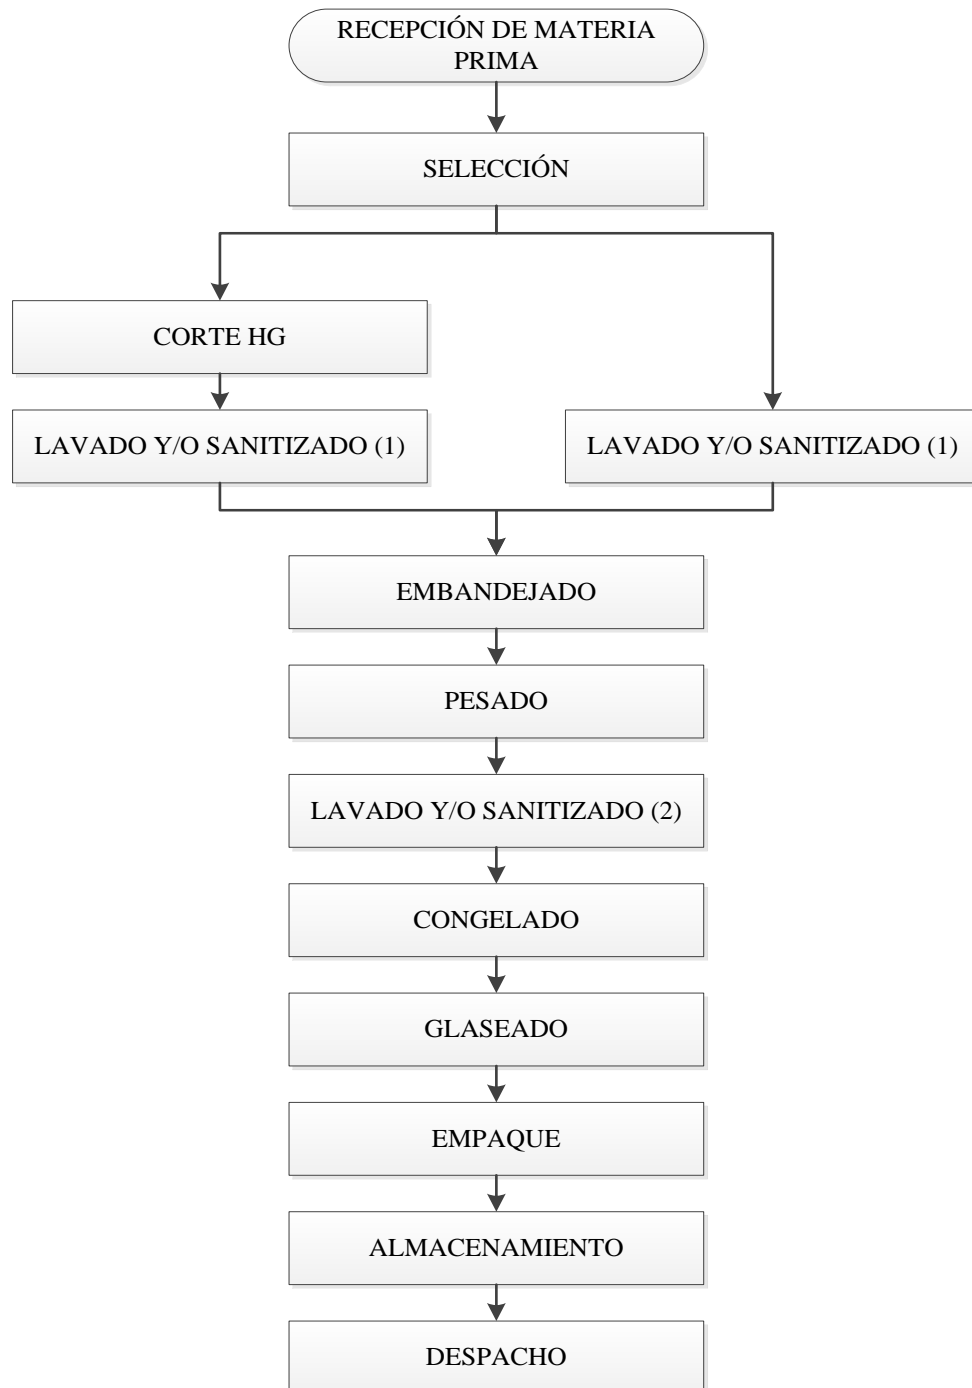 RECEPCIÓN DE MATERIA
PRIMA
SELECCIÓN
CORTE HG
LAVADO Y/O SANITIZADO (1)
LAVADO Y/O SANITIZADO (1)
EMBANDEJADO
PESADO
LAVADO Y/O SANITIZADO (2)
CONGELADO
GLASEADO
EMPAQUE
ALMACENAMIENTO
DESPACHO